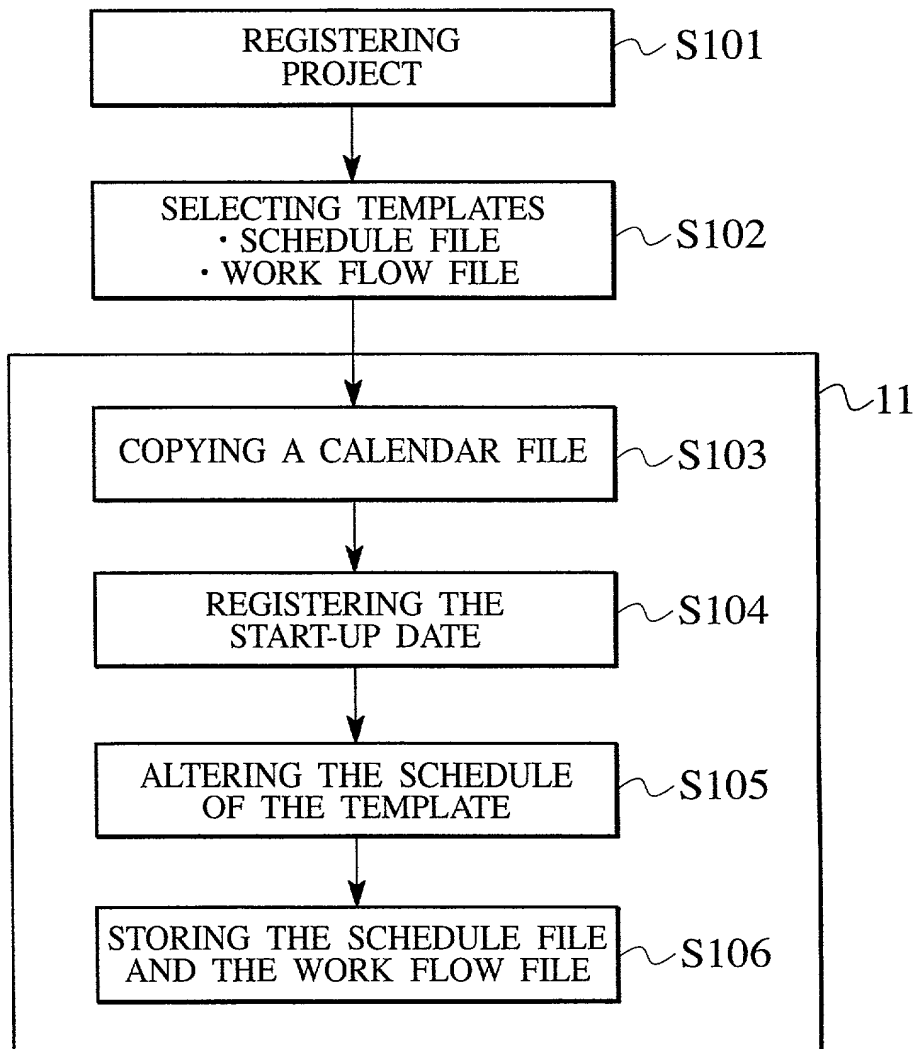 REGISTERING
PROJECT
S101
SELECTING TEMPLATES
· SCHEDULE FILE
· WORK FLOW FILE
S102
11
COPYING A CALENDAR FILE
S103
REGISTERING THE
START-UP DATE
S104
ALTERING THE SCHEDULE
OF THE TEMPLATE
S105
STORING THE SCHEDULE FILE
AND THE WORK FLOW FILE
S106